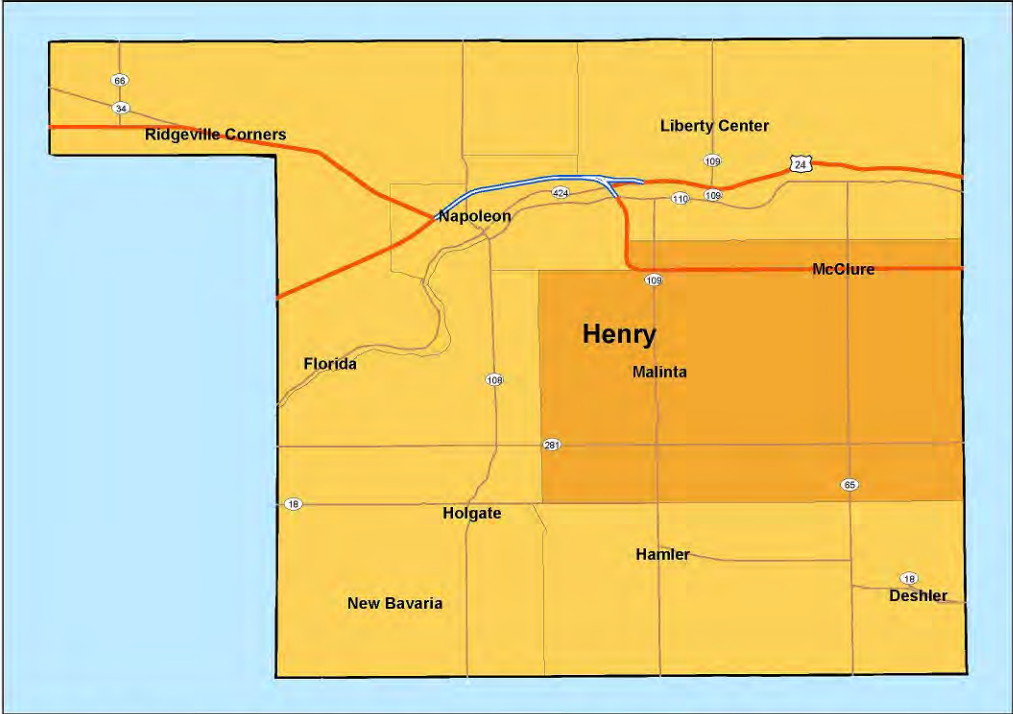 66
34
Ridgeville Corners
Liberty Center
109
24
424
110
109
Napoleon
McClure
109
Henry
Florida
Malinta
108
281
65
18
Holgate
Hamler
18
Deshler
New Bavaria